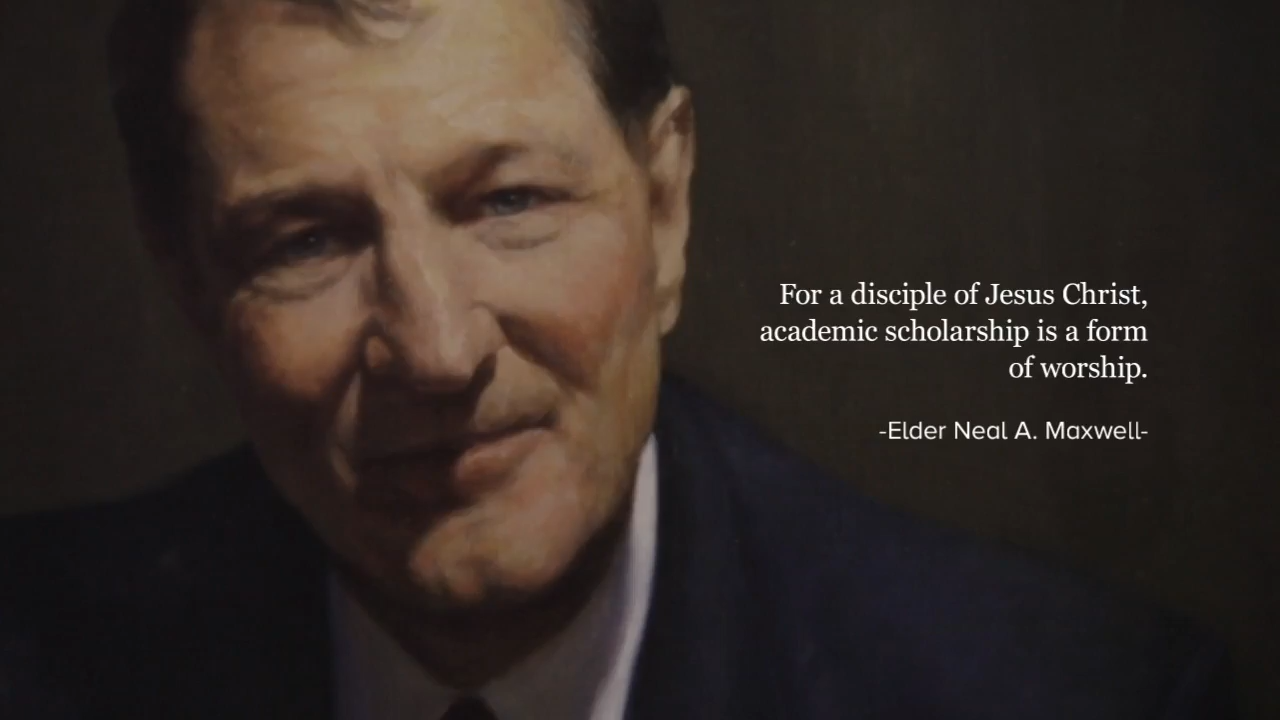 For a disciple of Jesus Christ,
academic scholarship is a form
of worship.
-Elder Neal A. Maxwell-